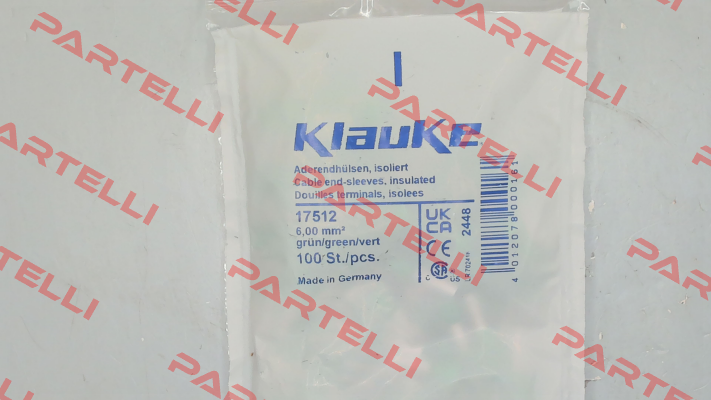 Klauke
Aderendhülsen, isoliert
Cable end-sleeves, insulated
Douilles terminals, isolees
17512
6,00 mm²
grün/green/vert
100 St./pcs.
Made in Germany
UK
CA
CE
2448
C US
4 012078 000161
PARTELLI
PARTELLI
PARTELLI
PARTELLI
PARTELLI
PARTELLI
PARTELLI
PARTELLI
PARTELLI
PARTELLI